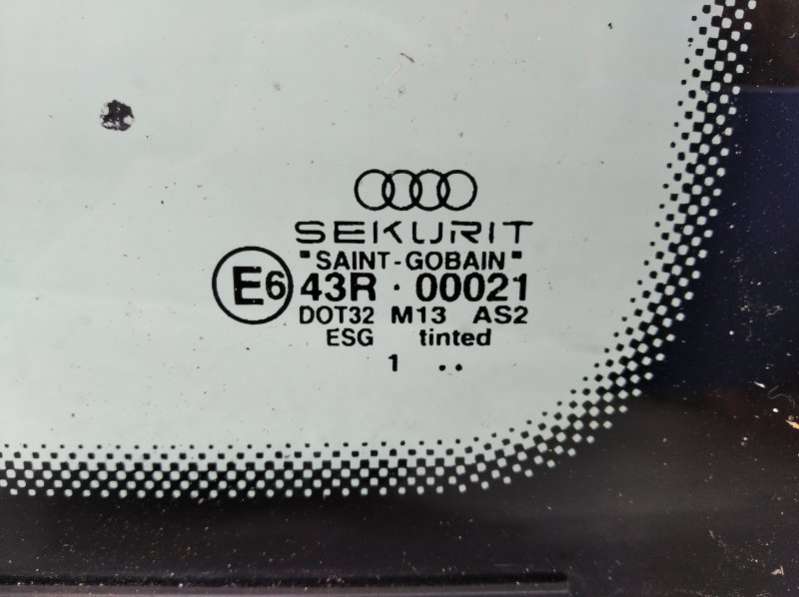 SEKURIT
"SAINT-GOBAIN"
E6 43R · 00021
DOT32 M13 AS2
ESG tinted
1 ..